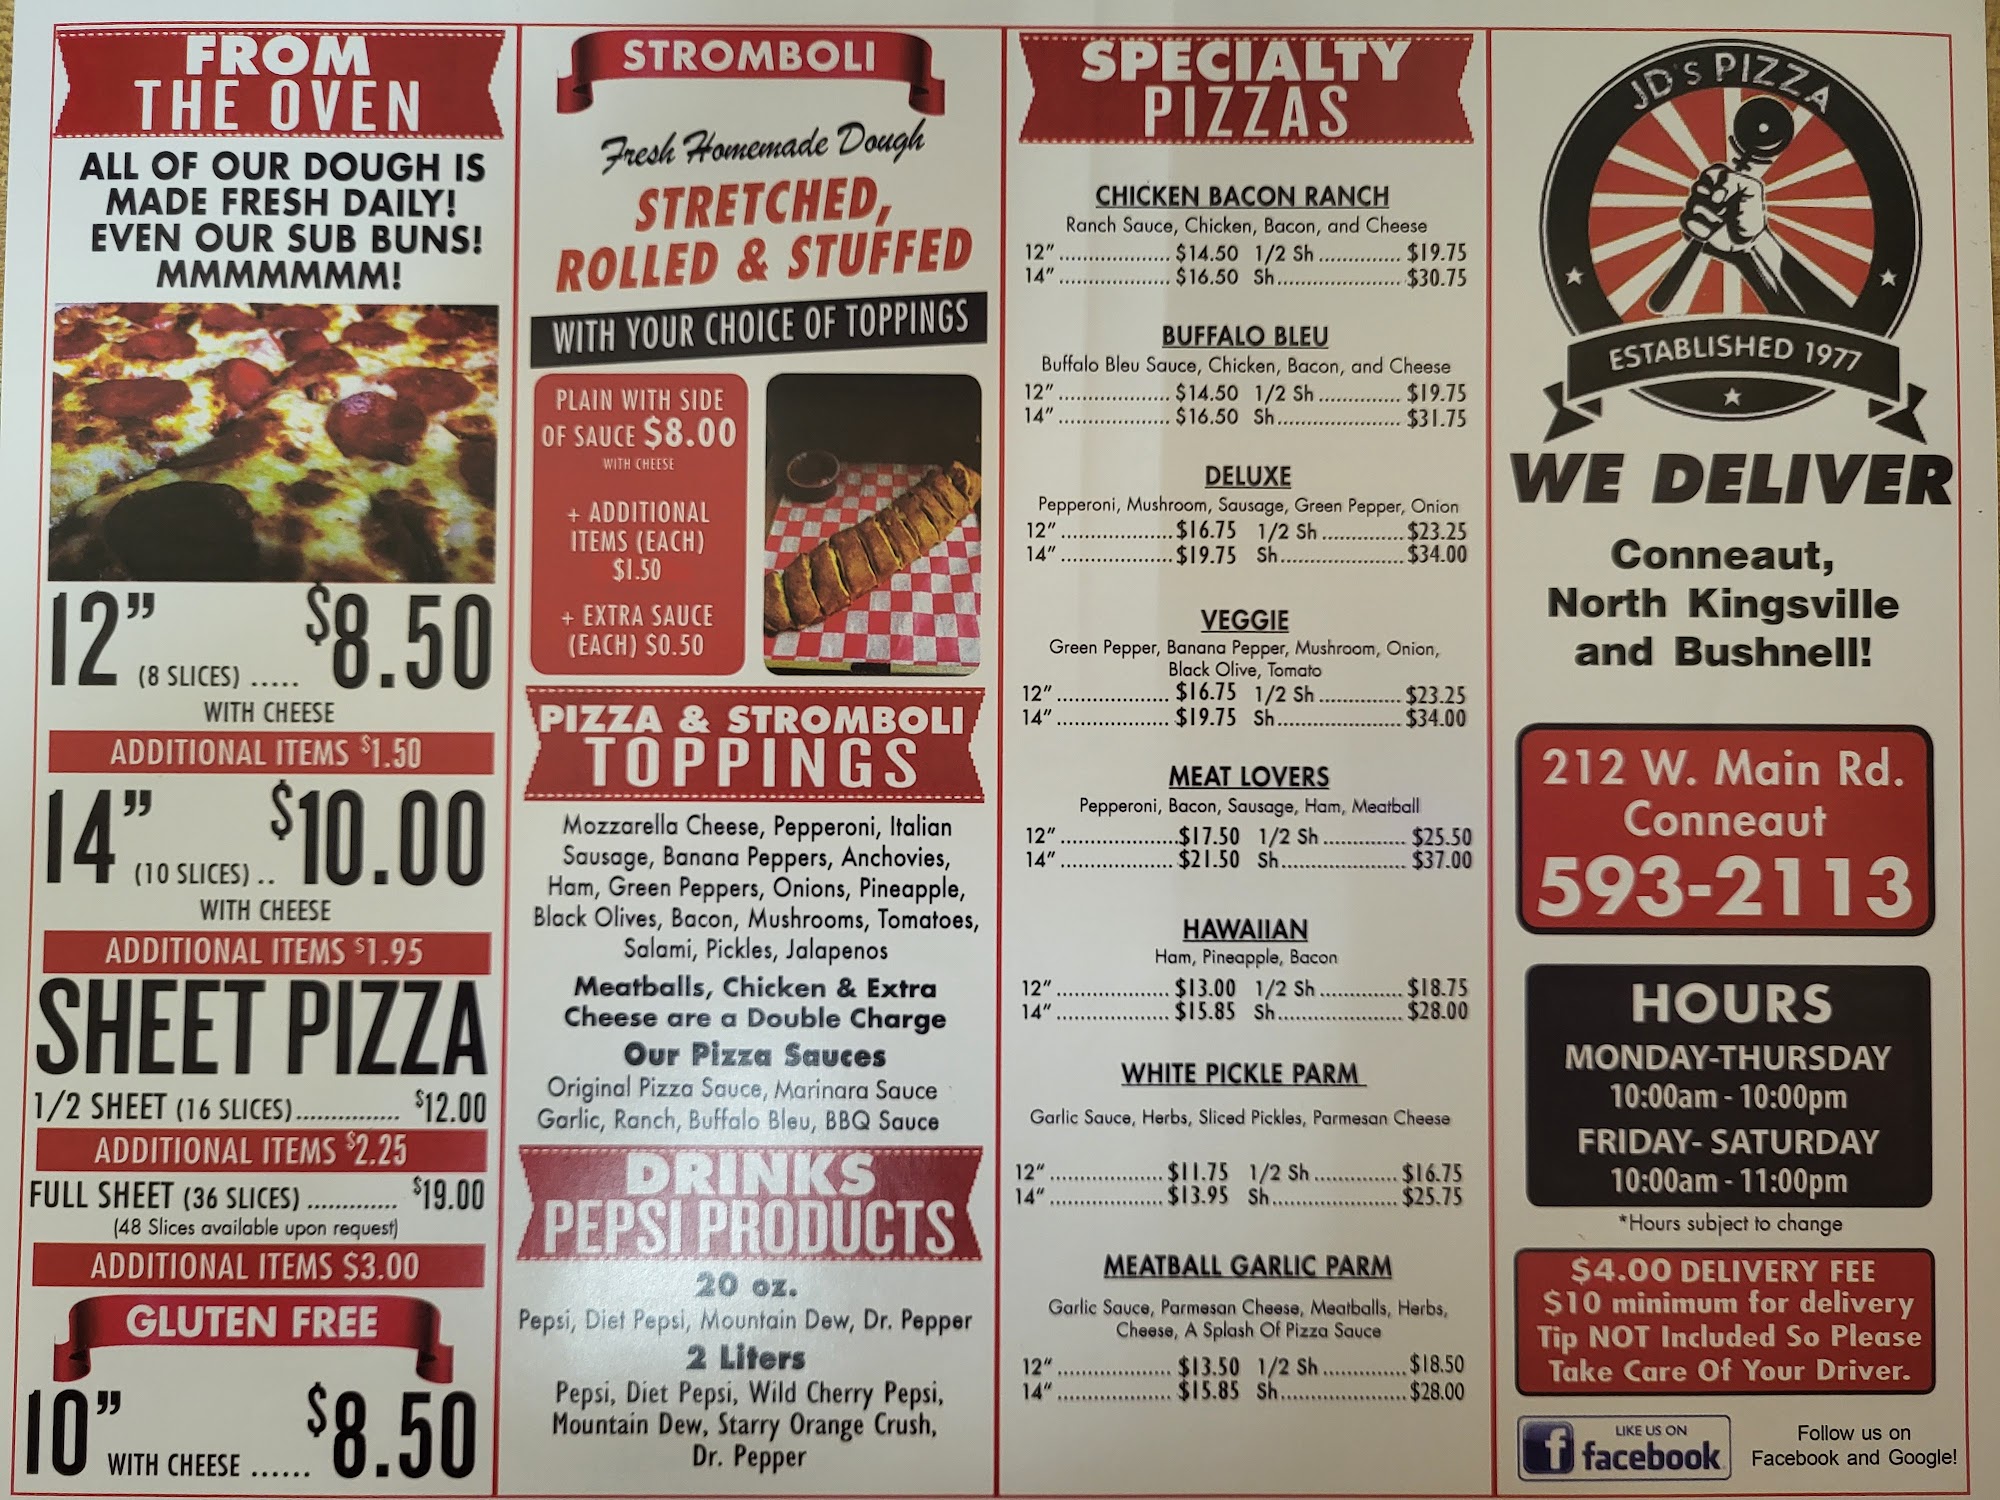 FROM
THE OVEN
ALL OF OUR DOUGH IS
MADE FRESH DAILY!
EVEN OUR SUB BUNS!
MMMMMMM!
12” (8 SLICES) ..... $8.50
WITH CHEESE
ADDITIONAL ITEMS $1.50
14” (10 SLICES) .. $10.00
WITH CHEESE
ADDITIONAL ITEMS $1.95
SHEET PIZZA
1/2 SHEET (16 SLICES)............... $12.00
ADDITIONAL ITEMS $2.25
FULL SHEET (36 SLICES) ............. $19.00
(48 Slices available upon request)
ADDITIONAL ITEMS $3.00
GLUTEN FREE
10” WITH CHEESE ...... $8.50
STROMBOLI
Fresh Homemade Dough
STRETCHED,
ROLLED & STUFFED
WITH YOUR CHOICE OF TOPPINGS
PLAIN WITH SIDE
OF SAUCE $8.00
WITH CHEESE
+ ADDITIONAL
ITEMS (EACH)
$1.50
+ EXTRA SAUCE
(EACH) $0.50
PIZZA & STROMBOLI
TOPPINGS
Mozzarella Cheese, Pepperoni, Italian
Sausage, Banana Peppers, Anchovies,
Ham, Green Peppers, Onions, Pineapple,
Black Olives, Bacon, Mushrooms, Tomatoes,
Salami, Pickles, Jalapenos
Meatballs, Chicken & Extra
Cheese are a Double Charge
Our Pizza Sauces
Original Pizza Sauce, Marinara Sauce
Garlic, Ranch, Buffalo Bleu, BBQ Sauce
DRINKS
PEPSI PRODUCTS
20 oz.
Pepsi, Diet Pepsi, Mountain Dew, Dr. Pepper
2 Liters
Pepsi, Diet Pepsi, Wild Cherry Pepsi,
Mountain Dew, Starry Orange Crush,
Dr. Pepper
SPECIALTY
PIZZAS
CHICKEN BACON RANCH
Ranch Sauce, Chicken, Bacon, and Cheese
12” .................... $14.50 1/2 Sh ............... $19.75
14” .................... $16.50 Sh...................... $30.75
BUFFALO BLEU
Buffalo Bleu Sauce, Chicken, Bacon, and Cheese
12” .................... $14.50 1/2 Sh ............... $19.75
14” .................... $16.50 Sh...................... $31.75
DELUXE
Pepperoni, Mushroom, Sausage, Green Pepper, Onion
12” .................... $16.75 1/2 Sh ............... $23.25
14” .................... $19.75 Sh...................... $34.00
VEGGIE
Green Pepper, Banana Pepper, Mushroom, Onion,
Black Olive, Tomato
12” .................... $16.75 1/2 Sh ............... $23.25
14” .................... $19.75 Sh...................... $34.00
MEAT LOVERS
Pepperoni, Bacon, Sausage, Ham, Meatball
12” .....................$17.50 1/2 Sh ............... $25.50
14” .................... $21.50 Sh...................... $37.00
HAWAIIAN
Ham, Pineapple, Bacon
12” .................... $13.00 1/2 Sh ............... $18.75
14” .................... $15.85 Sh...................... $28.00
WHITE PICKLE PARM
Garlic Sauce, Herbs, Sliced Pickles, Parmesan Cheese
12” .................... $11.75 1/2 Sh ............... $16.75
14” .................... $13.95 Sh...................... $25.75
MEATBALL GARLIC PARM
Garlic Sauce, Parmesan Cheese, Meatballs, Herbs,
Cheese, A Splash Of Pizza Sauce
12” .................... $13.50 1/2 Sh ............... $18.50
14” .................... $15.85 Sh...................... $28.00
JD'S PIZZA
ESTABLISHED 1977
WE DELIVER
Conneaut,
North Kingsville
and Bushnell!
212 W. Main Rd.
Conneaut
593-2113
HOURS
MONDAY-THURSDAY
10:00am - 10:00pm
FRIDAY- SATURDAY
10:00am - 11:00pm
*Hours subject to change
$4.00 DELIVERY FEE
$10 minimum for delivery
Tip NOT Included So Please
Take Care Of Your Driver.
f LIKE US ON
facebook
Follow us on
Facebook and Google!